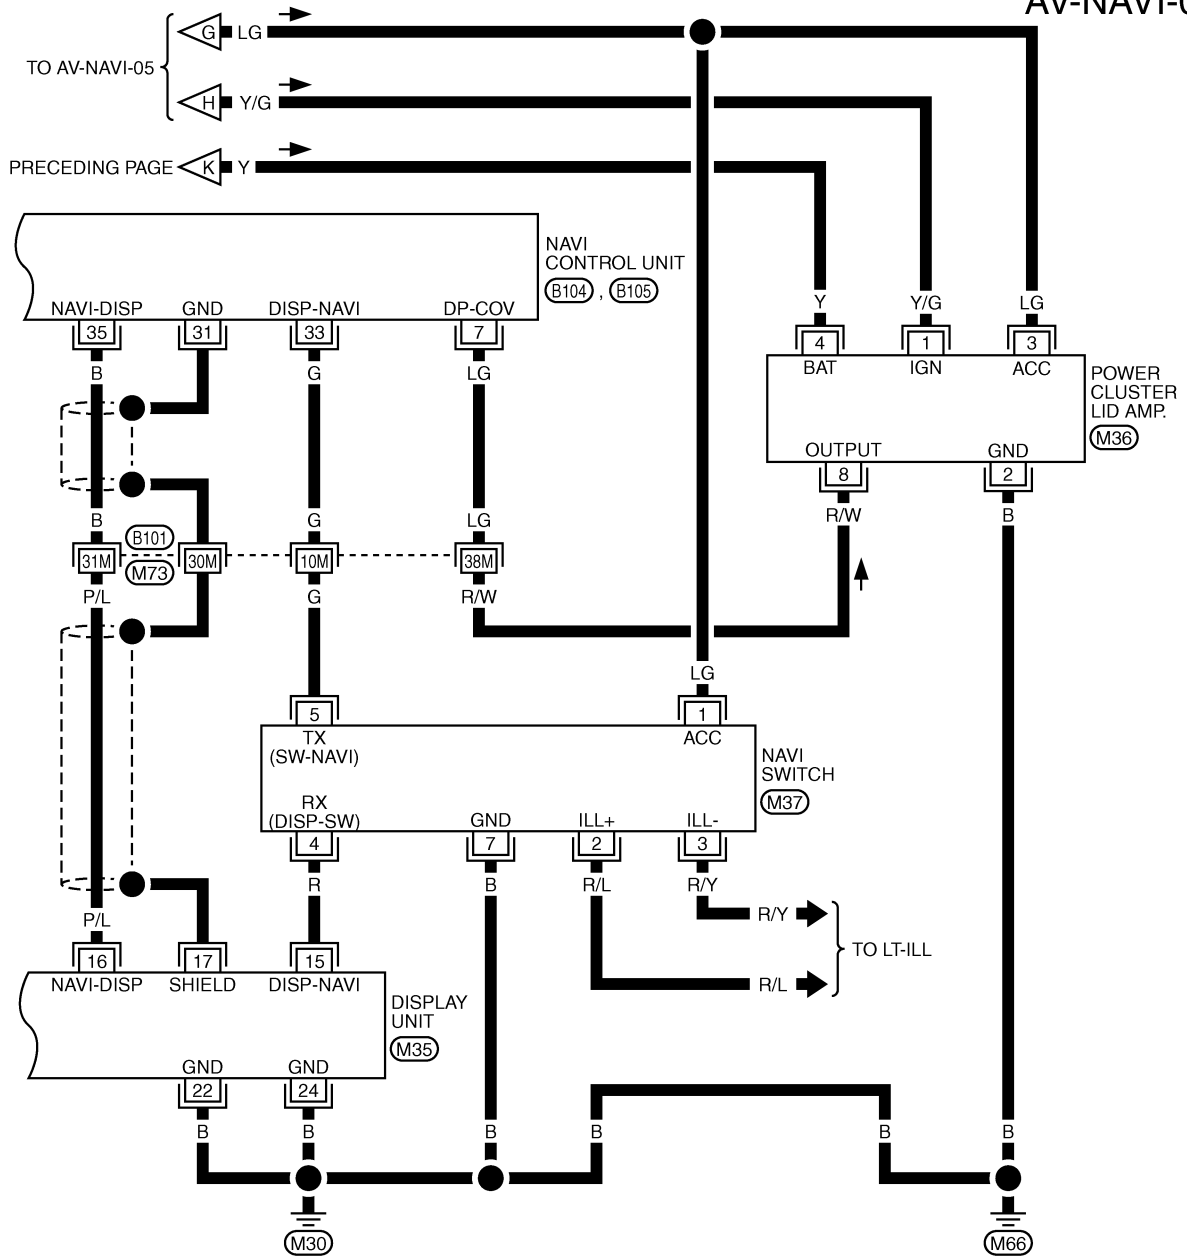 AV-NAVI-0
G LG
TO AV-NAVI-05
H Y/G
PRECEDING PAGE K Y
NAVI
CONTROL UNIT
B104 , B105
NAVI-DISP GND DISP-NAVI DP-COV
35 31 33 7
B G LG
Y Y/G LG
4 1 3
BAT IGN ACC
POWER
CLUSTER
LID AMP.
M36
OUTPUT GND
8 2
R/W B
B G LG
B101
31M 30M 10M 38M
M73
P/L G R/W
LG
5 1
TX ACC
(SW-NAVI)
NAVI
SWITCH
M37
RX
(DISP-SW) GND ILL+ ILL-
4 7 2 3
R B R/L R/Y
R/Y
TO LT-ILL
R/L
P/L
16 17 15
NAVI-DISP SHIELD DISP-NAVI
DISPLAY
UNIT
M35
GND GND
22 24
B B B B B B
M30 M66